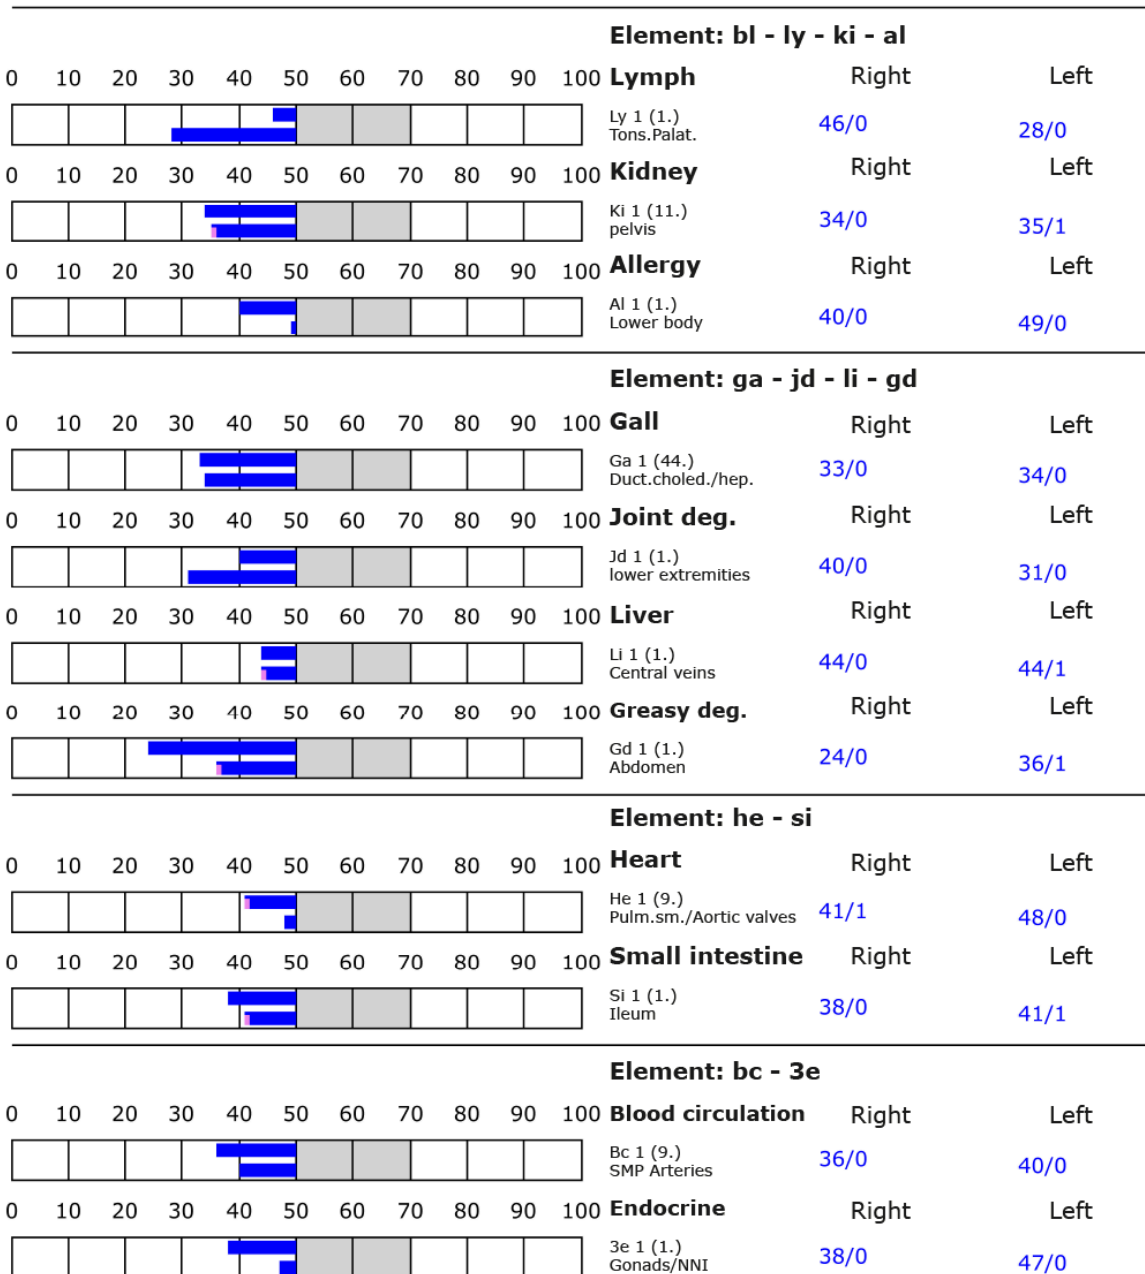 Element: bl - ly - ki - al
0 10 20 30 40 50 60 70 80 90 100 Lymph Right Left
Ly 1 (1.) 46/0 28/0
Tons.Palat.
0 10 20 30 40 50 60 70 80 90 100 Kidney Right Left
Ki 1 (11.) 34/0 35/1
pelvis
0 10 20 30 40 50 60 70 80 90 100 Allergy Right Left
Al 1 (1.) 40/0 49/0
Lower body
Element: ga - jd - li - gd
0 10 20 30 40 50 60 70 80 90 100 Gall Right Left
Ga 1 (44.) 33/0 34/0
Duct.choled./hep.
0 10 20 30 40 50 60 70 80 90 100 Joint deg. Right Left
Jd 1 (1.) 40/0 31/0
lower extremities
0 10 20 30 40 50 60 70 80 90 100 Liver Right Left
Li 1 (1.) 44/0 44/1
Central veins
0 10 20 30 40 50 60 70 80 90 100 Greasy deg. Right Left
Gd 1 (1.) 24/0 36/1
Abdomen
Element: he - si
0 10 20 30 40 50 60 70 80 90 100 Heart Right Left
He 1 (9.) 41/1 48/0
Pulm.sm./Aortic valves
0 10 20 30 40 50 60 70 80 90 100 Small intestine Right Left
Si 1 (1.) 38/0 41/1
Ileum
Element: bc - 3e
0 10 20 30 40 50 60 70 80 90 100 Blood circulation Right Left
Bc 1 (9.) 36/0 40/0
SMP Arteries
0 10 20 30 40 50 60 70 80 90 100 Endocrine Right Left
3e 1 (1.) 38/0 47/0
Gonads/NNI